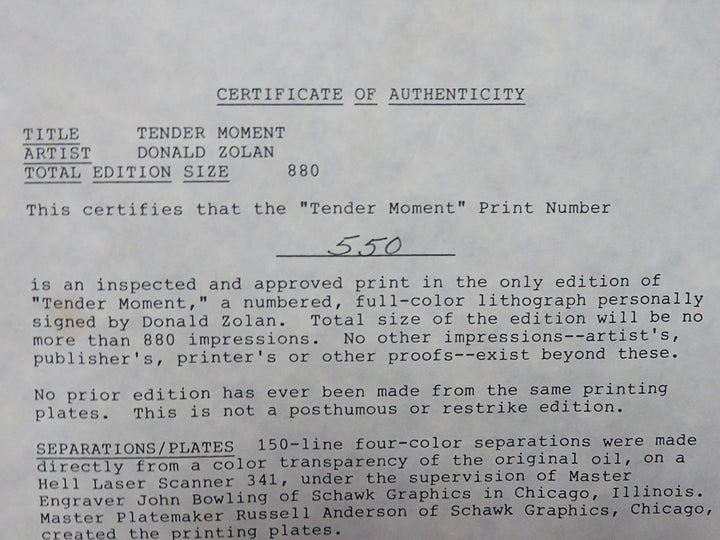 CERTIFICATE OF AUTHENTICITY
TITLE TENDER MOMENT
ARTIST DONALD ZOLAN
TOTAL EDITION SIZE 880
This certifies that the "Tender Moment" Print Number
550
is an inspected and approved print in the only edition of
"Tender Moment," a numbered, full-color lithograph personally
signed by Donald Zolan. Total size of the edition will be no
more than 880 impressions. No other impressions--artist's,
publisher's, printer's or other proofs--exist beyond these.
No prior edition has ever been made from the same printing
plates. This is not a posthumous or restrike edition.
SEPARATIONS/PLATES 150-line four-color separations were made
directly from a color transparency of the original oil, on a
Hell Laser Scanner 341, under the supervision of Master
Engraver John Bowling of Schawk Graphics in Chicago, Illinois.
Master Platemaker Russell Anderson of Schawk Graphics, Chicago,
created the printing plates.